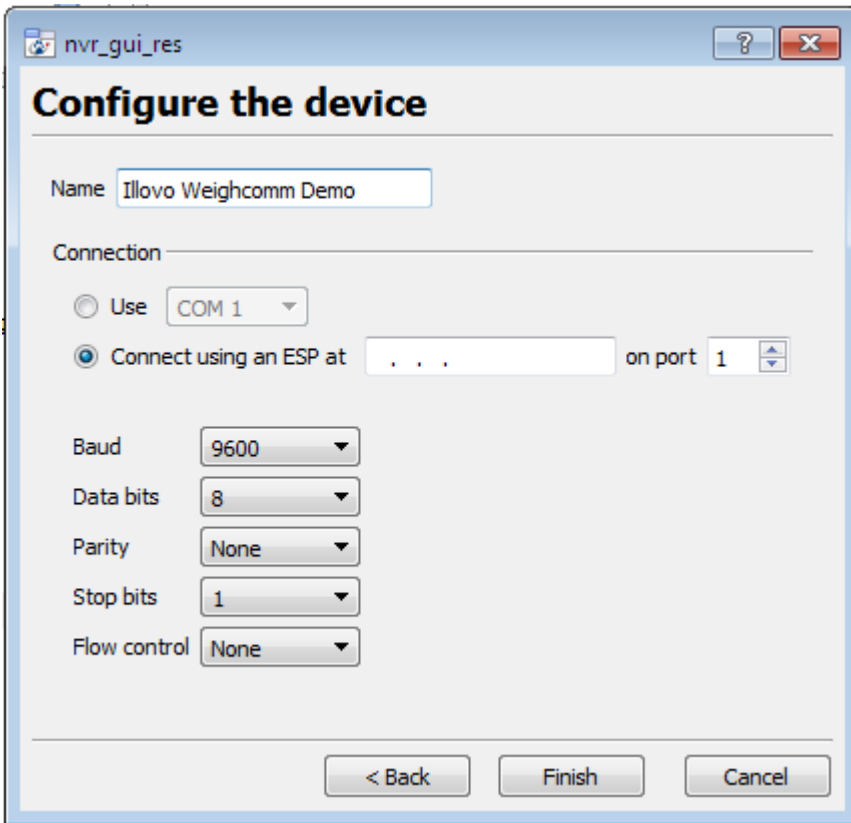 nvr_gui_res
Configure the device
Name Illovo Weighcomm Demo
Connection
Use COM 1
Connect using an ESP at . . . on port 1
Baud 9600
Data bits 8
Parity None
Stop bits 1
Flow control None
< Back Finish Cancel